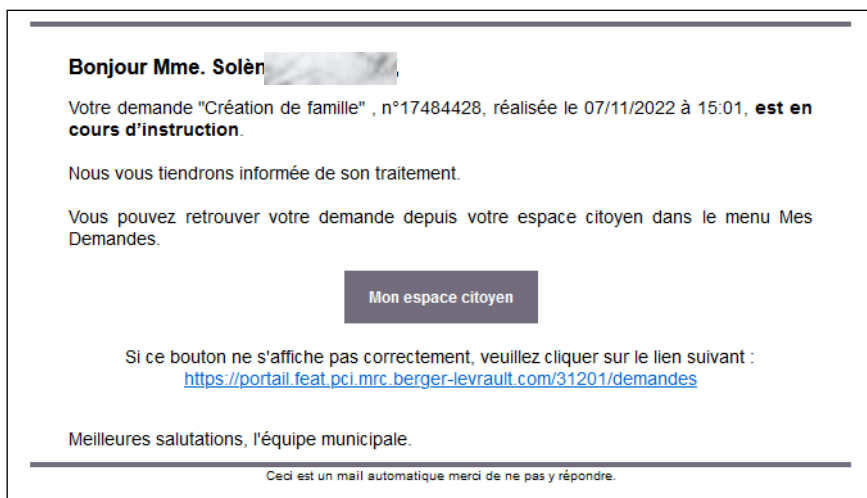 Bonjour Mme. Solèn ,
Votre demande "Création de famille" , n°17484428, réalisée le 07/11/2022 à 15:01, est en
cours d'instruction.
Nous vous tiendrons informée de son traitement.
Vous pouvez retrouver votre demande depuis votre espace citoyen dans le menu Mes
Demandes.
Mon espace citoyen
Si ce bouton ne s'affiche pas correctement, veuillez cliquer sur le lien suivant :
https://portail.feat.pci.mrc.berger-levrault.com/31201/demandes
Meilleures salutations, l'équipe municipale.
Ceci est un mail automatique merci de ne pas y répondre.